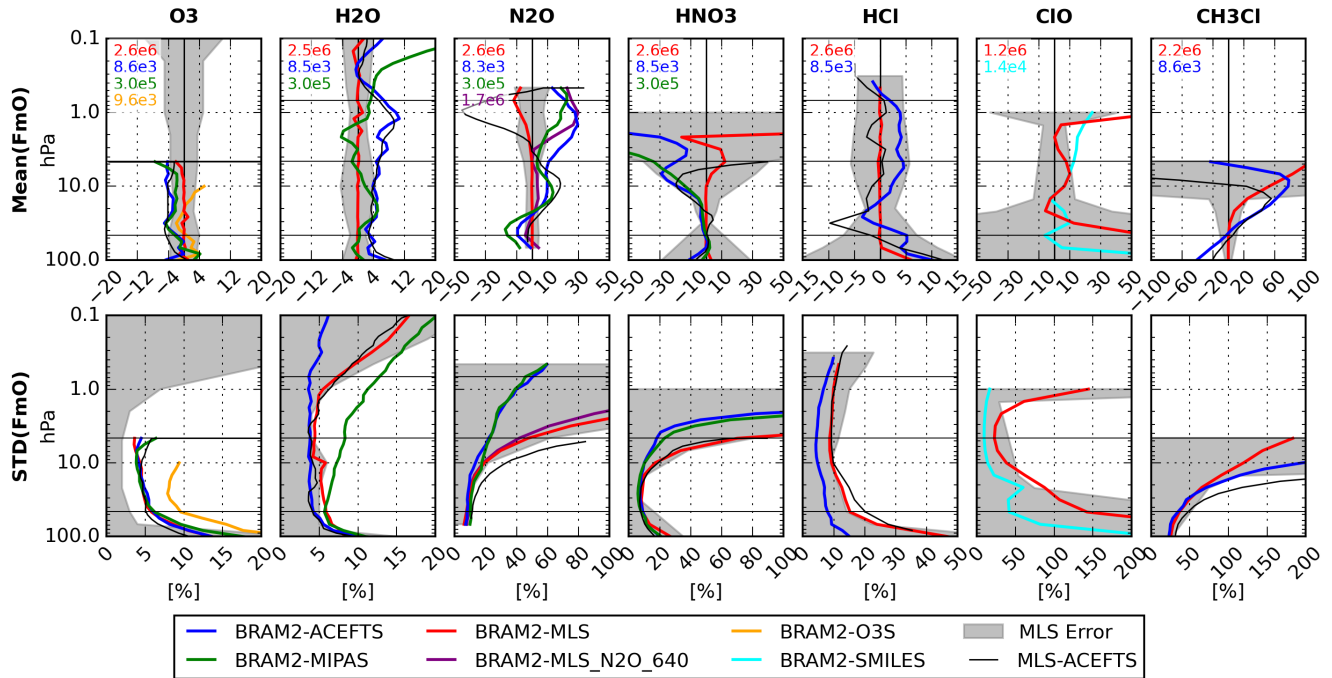 O3 H2O N2O HNO3 HCl ClO CH3Cl
Mean(FmO)
hPa
0.1
1.0
10.0
100.0
2.6e6
8.6e3
3.0e5
9.6e3
2.5e6
8.5e3
3.0e5
2.6e6
8.3e3
3.0e5
1.7e6
2.6e6
8.5e3
3.0e5
2.6e6
8.5e3
1.2e6
1.4e4
2.2e6
8.6e3
−20 −12 −4 4 12 20
−20 −12 −4 4 12 20
−50 −30 −10 10 30 50
−50 −30 −10 10 30 50
−15 −10 −5 0 5 10 15
−50 −30 −10 10 30 50
−100 −60 −20 20 60 100
STD(FmO)
hPa
0.1
1.0
10.0
100.0
0 5 10 15 20
0 5 10 15 20
0 20 40 60 80 100
0 20 40 60 80 100
0 10 20 30 40 50
0 50 100 150 200
0 50 100 150 200
[%] [%] [%] [%] [%] [%] [%]
BRAM2-ACEFTS BRAM2-MLS BRAM2-O3S MLS Error
BRAM2-MIPAS BRAM2-MLS_N2O_640 BRAM2-SMILES MLS-ACEFTS